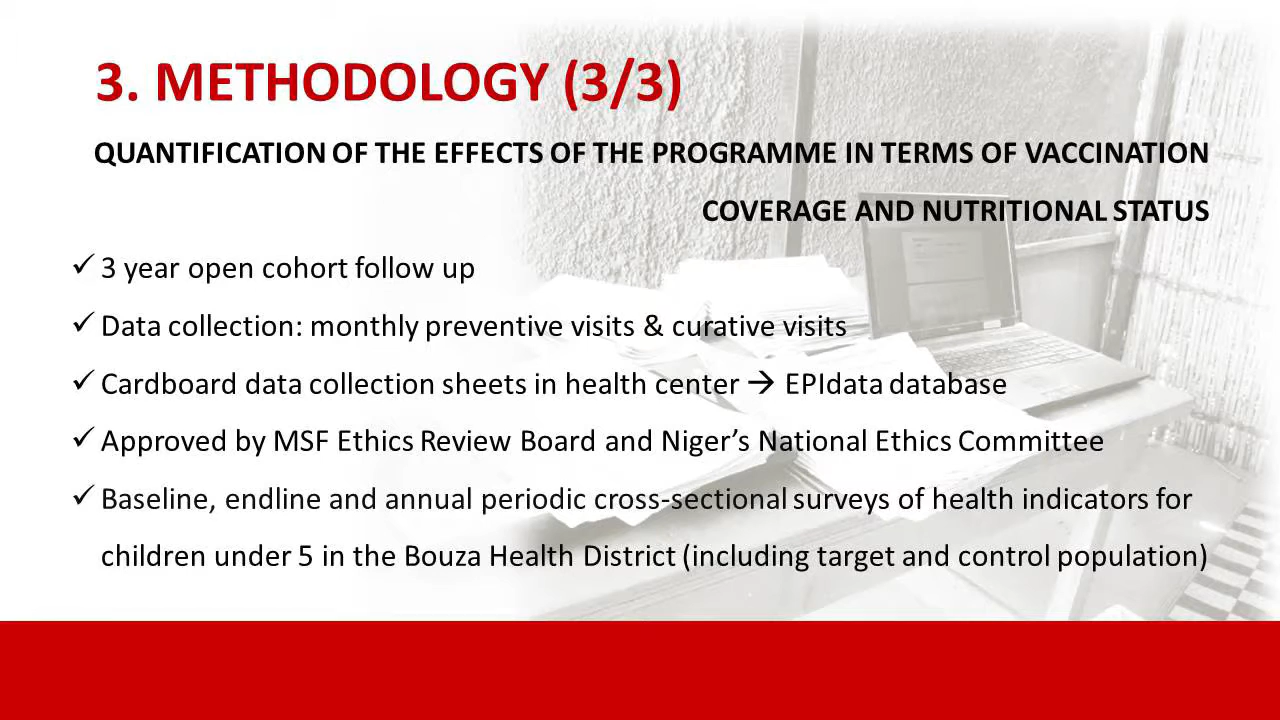 3. METHODOLOGY (3/3)
QUANTIFICATION OF THE EFFECTS OF THE PROGRAMME IN TERMS OF VACCINATION
COVERAGE AND NUTRITIONAL STATUS
✓ 3 year open cohort follow up
✓ Data collection: monthly preventive visits & curative visits
✓ Cardboard data collection sheets in health center → EPIdata database
✓ Approved by MSF Ethics Review Board and Niger’s National Ethics Committee
✓ Baseline, endline and annual periodic cross-sectional surveys of health indicators for
children under 5 in the Bouza Health District (including target and control population)